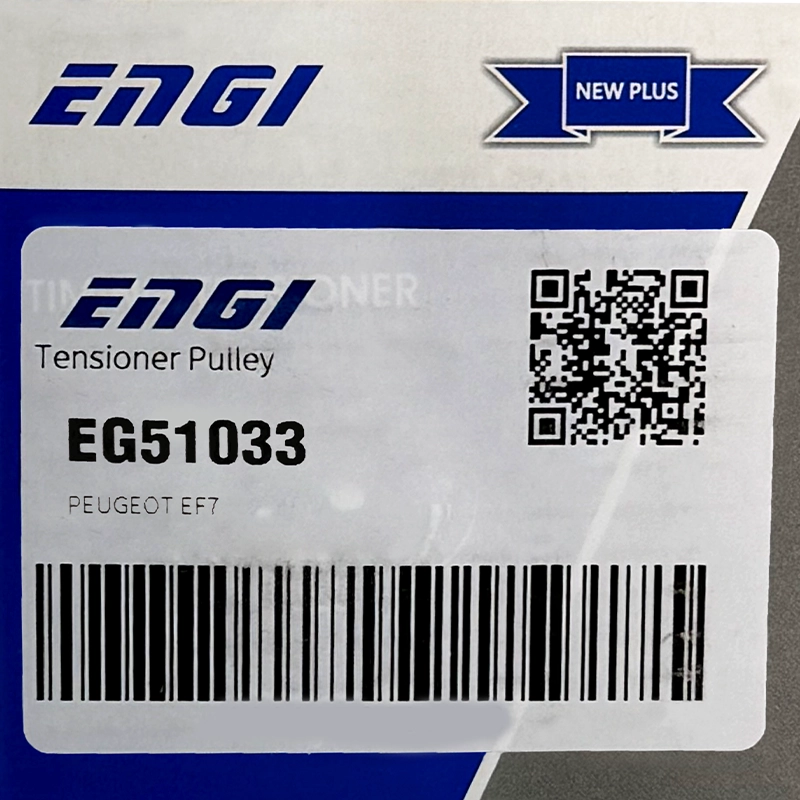 ENGI
NEW PLUS
ENGI
Tensioner Pulley
EG51033
PEUGEOT EF7